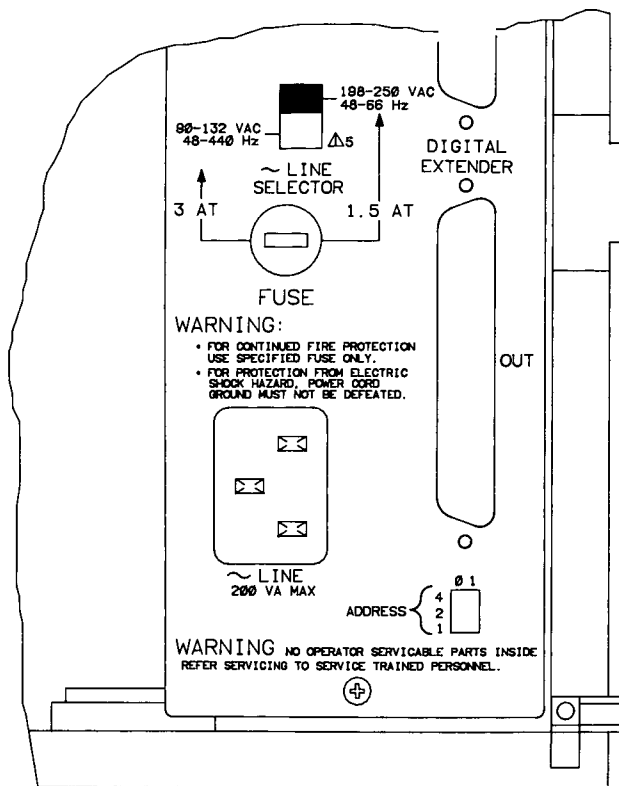 198-250 VAC
48-66 Hz
90-132 VAC
48-440 Hz
⚠5
~ LINE
SELECTOR
DIGITAL
EXTENDER
3 AT
1.5 AT
FUSE
WARNING:
• FOR CONTINUED FIRE PROTECTION
USE SPECIFIED FUSE ONLY.
• FOR PROTECTION FROM ELECTRIC
SHOCK HAZARD, POWER CORD
GROUND MUST NOT BE DEFEATED.
OUT
~ LINE
200 VA MAX
0 1
ADDRESS
4
2
1
WARNING NO OPERATOR SERVICABLE PARTS INSIDE
REFER SERVICING TO SERVICE TRAINED PERSONNEL.